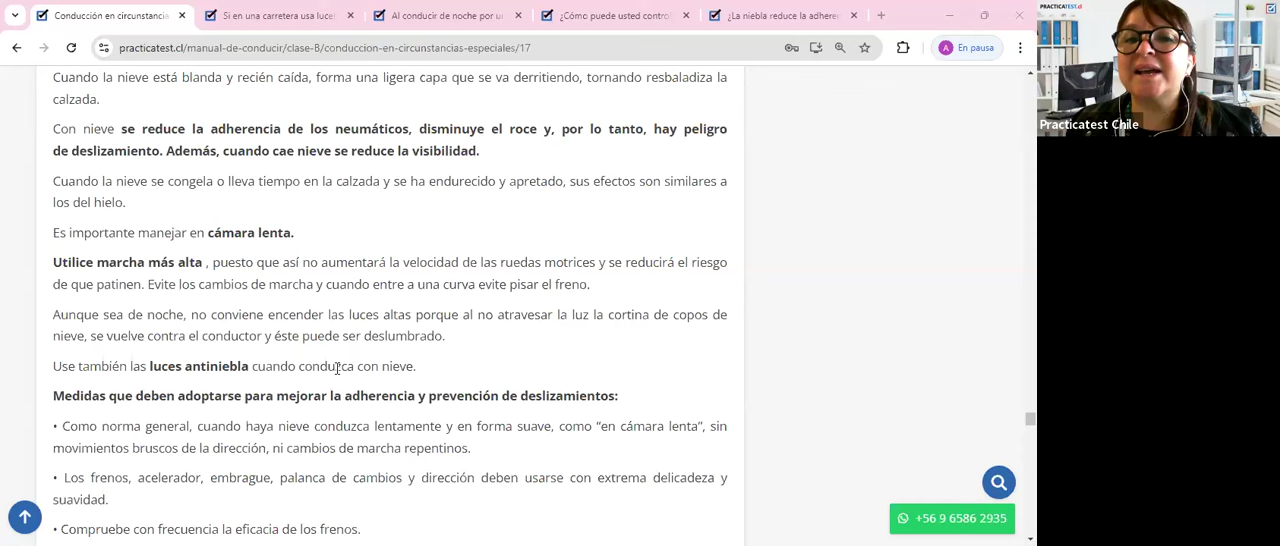 Conducción en circunstancia
Si en una carretera usa luce
Al conducir de noche por un
¿Cómo puede usted control
¿La niebla reduce la adheren
practicatest.cl/manual-de-conducir/clase-B/conduccion-en-circunstancias-especiales/17
A En pausa
PRACTICATEST.cl
Practicatest Chile
Cuando la nieve está blanda y recién caída, forma una ligera capa que se va derritiendo, tornando resbaladiza la
calzada.
Con nieve se reduce la adherencia de los neumáticos, disminuye el roce y, por lo tanto, hay peligro
de deslizamiento. Además, cuando cae nieve se reduce la visibilidad.
Cuando la nieve se congela o lleva tiempo en la calzada y se ha endurecido y apretado, sus efectos son similares a
los del hielo.
Es importante manejar en cámara lenta.
Utilice marcha más alta , puesto que así no aumentará la velocidad de las ruedas motrices y se reducirá el riesgo
de que patinen. Evite los cambios de marcha y cuando entre a una curva evite pisar el freno.
Aunque sea de noche, no conviene encender las luces altas porque al no atravesar la luz la cortina de copos de
nieve, se vuelve contra el conductor y éste puede ser deslumbrado.
Use también las luces antiniebla cuando conduzca con nieve.
Medidas que deben adoptarse para mejorar la adherencia y prevención de deslizamientos:
• Como norma general, cuando haya nieve conduzca lentamente y en forma suave, como “en cámara lenta”, sin
movimientos bruscos de la dirección, ni cambios de marcha repentinos.
• Los frenos, acelerador, embrague, palanca de cambios y dirección deben usarse con extrema delicadeza y
suavidad.
• Compruebe con frecuencia la eficacia de los frenos.
+56 9 6586 2935